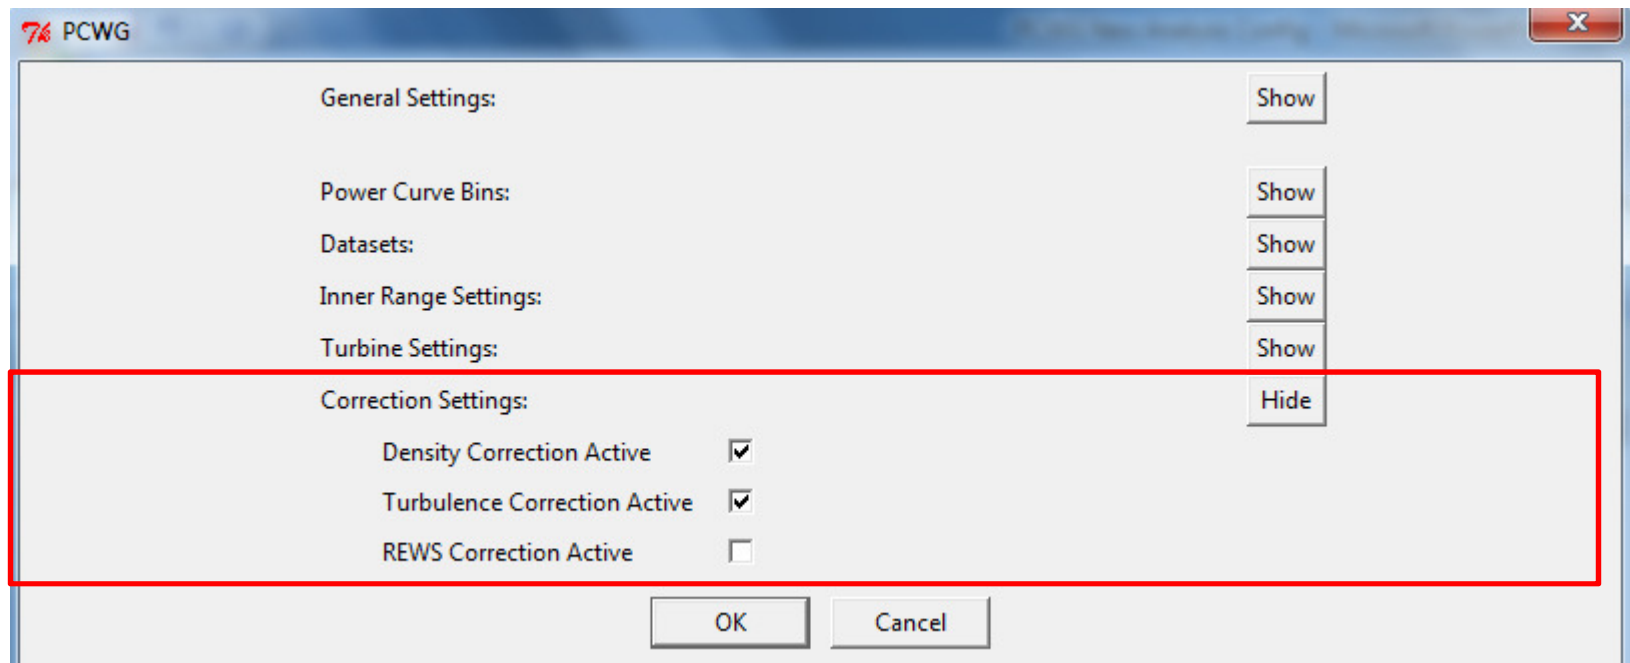 PCWG
General Settings: Show
Power Curve Bins: Show
Datasets: Show
Inner Range Settings: Show
Turbine Settings: Show
Correction Settings: Hide
Density Correction Active
Turbulence Correction Active
REWS Correction Active
OK Cancel